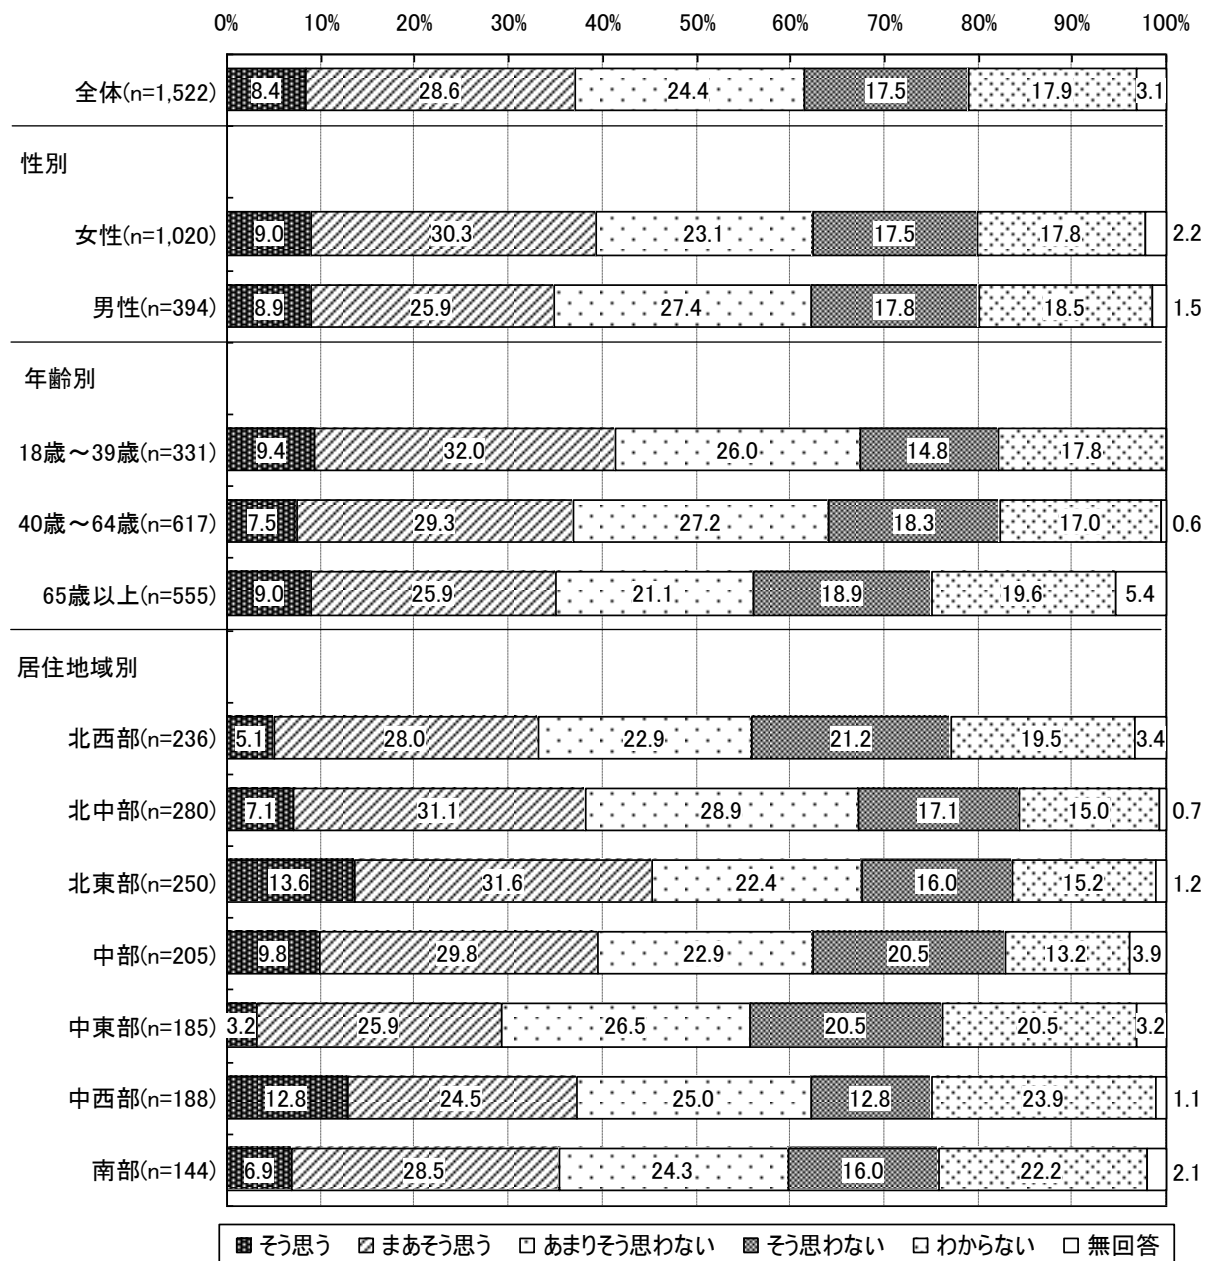 0% 10% 20% 30% 40% 50% 60% 70% 80% 90% 100%
全体(n=1,522) 8.4 28.6 24.4 17.5 17.9 3.1
性別
女性(n=1,020) 9.0 30.3 23.1 17.5 17.8 2.2
男性(n=394) 8.9 25.9 27.4 17.8 18.5 1.5
年齢別
18歳～39歳(n=331) 9.4 32.0 26.0 14.8 17.8
40歳～64歳(n=617) 7.5 29.3 27.2 18.3 17.0 0.6
65歳以上(n=555) 9.0 25.9 21.1 18.9 19.6 5.4
居住地域別
北西部(n=236) 5.1 28.0 22.9 21.2 19.5 3.4
北中部(n=280) 7.1 31.1 28.9 17.1 15.0 0.7
北東部(n=250) 13.6 31.6 22.4 16.0 15.2 1.2
中部(n=205) 9.8 29.8 22.9 20.5 13.2 3.9
中東部(n=185) 3.2 25.9 26.5 20.5 20.5 3.2
中西部(n=188) 12.8 24.5 25.0 12.8 23.9 1.1
南部(n=144) 6.9 28.5 24.3 16.0 22.2 2.1
そう思う まあそう思う あまりそう思わない そう思わない わからない 無回答